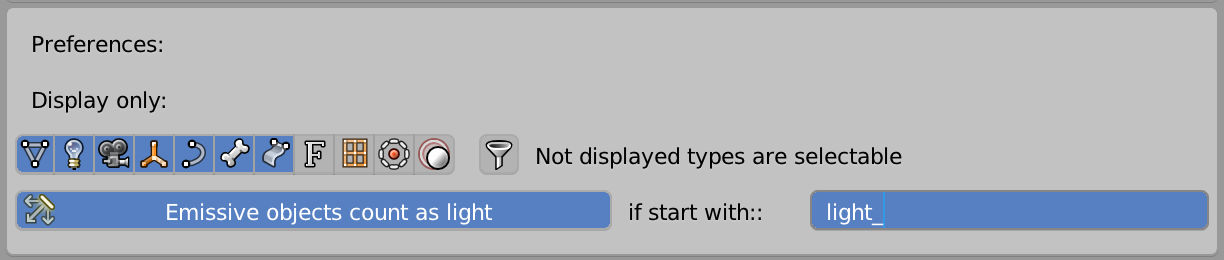 Preferences:
Display only:
F Not displayed types are selectable
Emissive objects count as light if start with:: light_